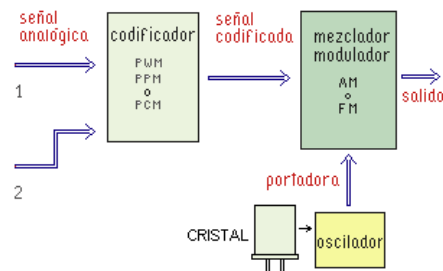 señal
analógica
1
2
codificador
PWM
PPM
o
PCM
señal
codificada
mezclador
modulador
AM
o
FM
salida
portadora
CRISTAL
oscilador